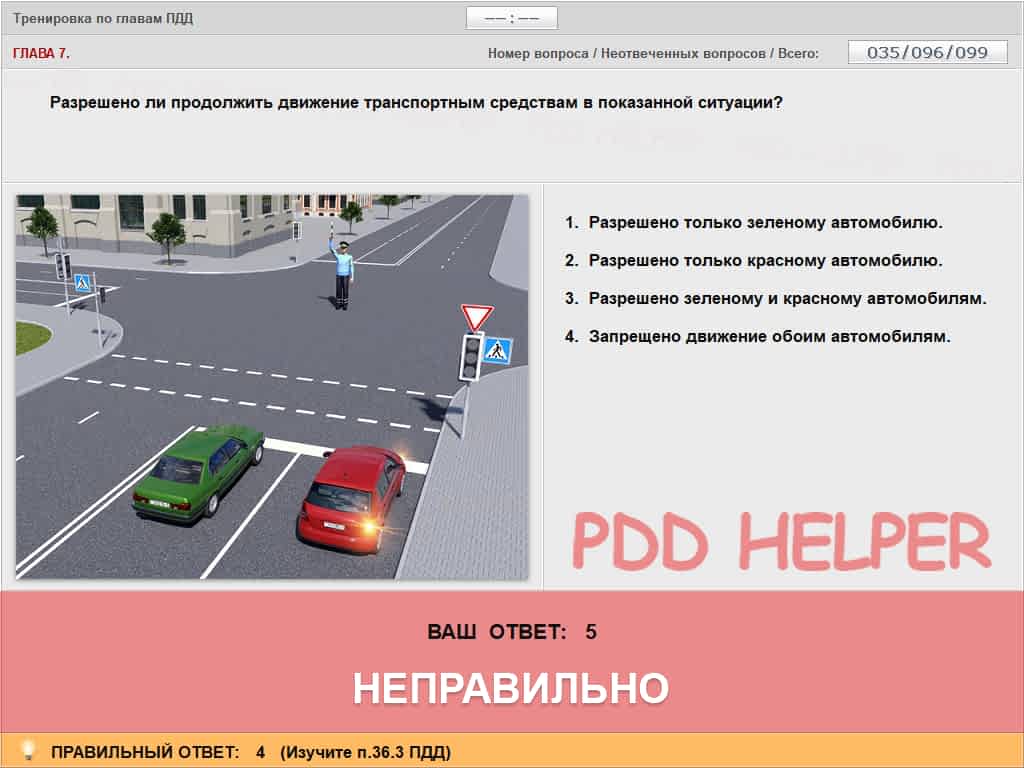 Тренировка по главам ПДД
—— : ——
ГЛАВА 7.
Номер вопроса / Неотвеченных вопросов / Всего:
035/096/099
Разрешено ли продолжить движение транспортным средствам в показанной ситуации?
1. Разрешено только зеленому автомобилю.
2. Разрешено только красному автомобилю.
3. Разрешено зеленому и красному автомобилям.
4. Запрещено движение обоим автомобилям.
PDD HELPER
ВАШ ОТВЕТ: 5
НЕПРАВИЛЬНО
ПРАВИЛЬНЫЙ ОТВЕТ: 4 (Изучите п.36.3 ПДД)